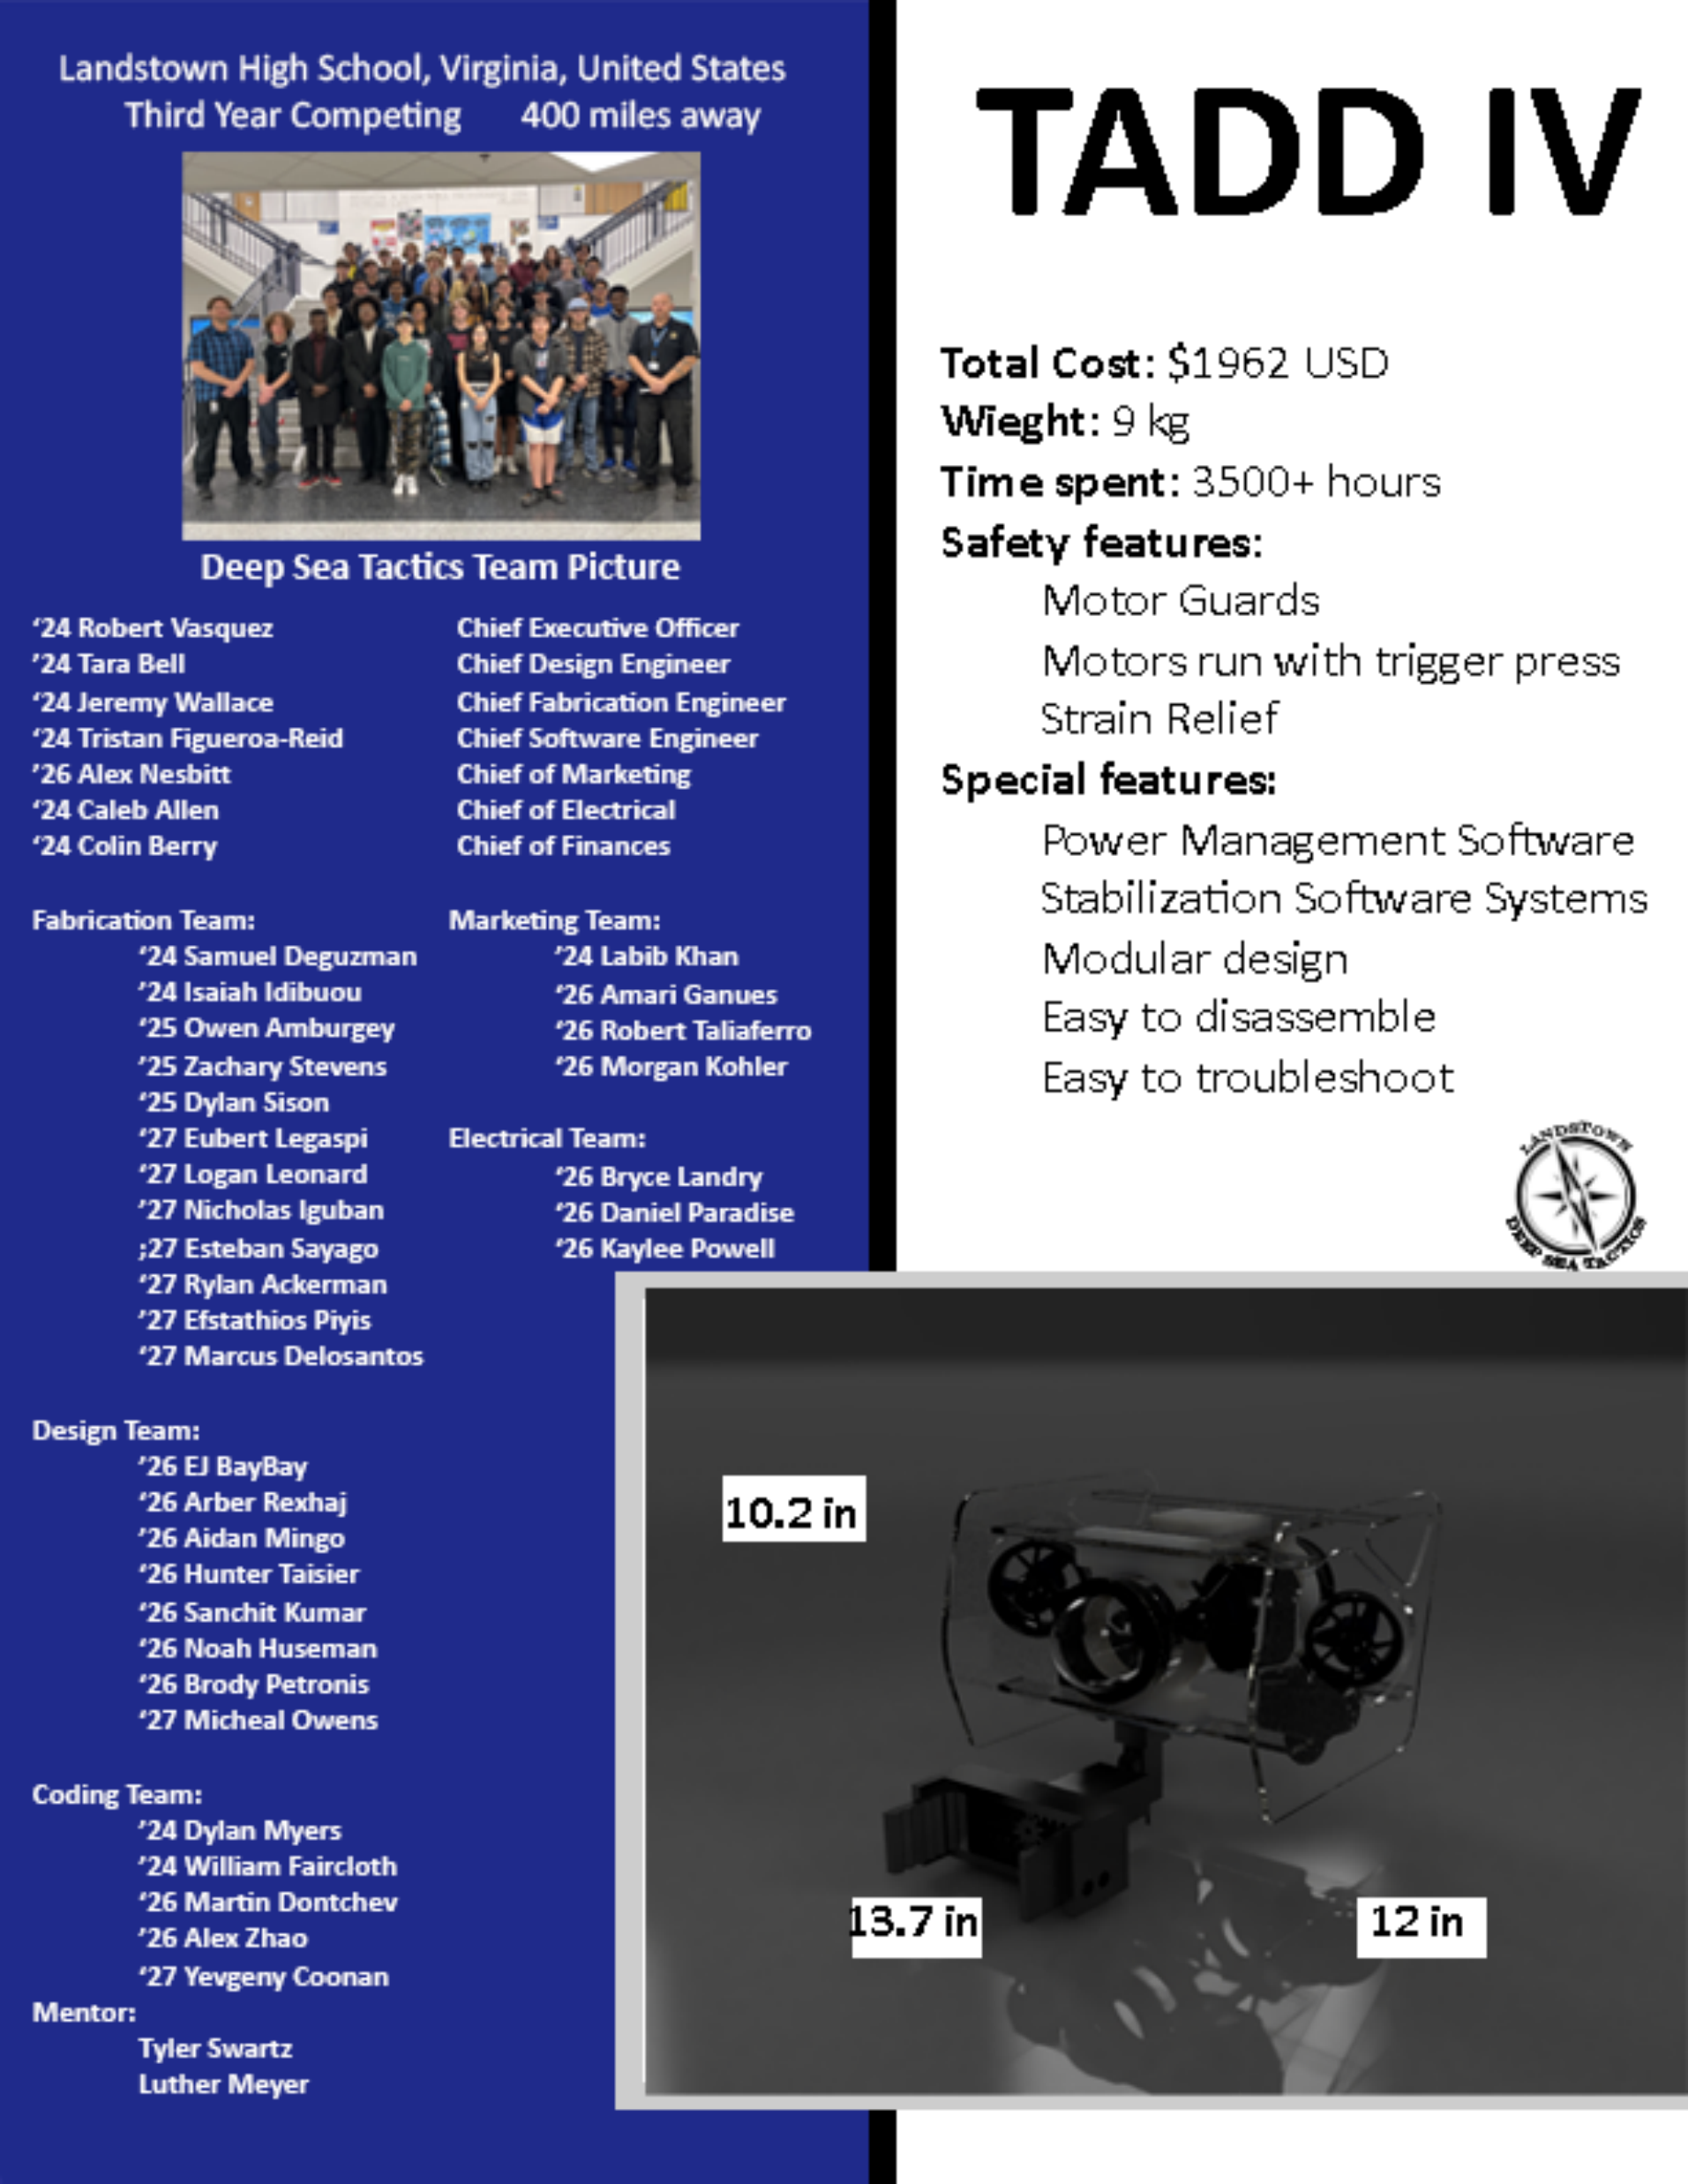 Landstown High School, Virginia, United States
Third Year Competing 400 miles away
Deep Sea Tactics Team Picture
‘24 Robert Vasquez Chief Executive Officer
’24 Tara Bell Chief Design Engineer
‘24 Jeremy Wallace Chief Fabrication Engineer
‘24 Tristan Figueroa-Reid Chief Software Engineer
’26 Alex Nesbitt Chief of Marketing
‘24 Caleb Allen Chief of Electrical
‘24 Colin Berry Chief of Finances
Fabrication Team:
‘24 Samuel Deguzman
’24 Isaiah Idibuou
‘25 Owen Amburgey
’25 Zachary Stevens
‘25 Dylan Sison
‘27 Eubert Legaspi
‘27 Logan Leonard
‘27 Nicholas Iguban
;27 Esteban Sayago
‘27 Rylan Ackerman
’27 Efstathios Piyis
‘27 Marcus Delosantos
Marketing Team:
’24 Labib Khan
‘26 Amari Ganues
‘26 Robert Taliaferro
‘26 Morgan Kohler
Electrical Team:
‘26 Bryce Landry
‘26 Daniel Paradise
‘26 Kaylee Powell
Design Team:
’26 EJ BayBay
‘26 Arber Rexhaj
’26 Aidan Mingo
‘26 Hunter Taisier
‘26 Sanchit Kumar
‘26 Noah Huseman
‘26 Brody Petronis
‘27 Micheal Owens
Coding Team:
’24 Dylan Myers
‘24 William Faircloth
‘26 Martin Dontchev
‘26 Alex Zhao
‘27 Yevgeny Coonan
Mentor:
Tyler Swartz
Luther Meyer
TADD IV
Total Cost: $1962 USD
Wieght: 9 kg
Time spent: 3500+ hours
Safety features:
Motor Guards
Motors run with trigger press
Strain Relief
Special features:
Power Management Software
Stabilization Software Systems
Modular design
Easy to disassemble
Easy to troubleshoot
LANDSTOWN
DEEP SEA TACTICS
10.2 in
13.7 in
12 in